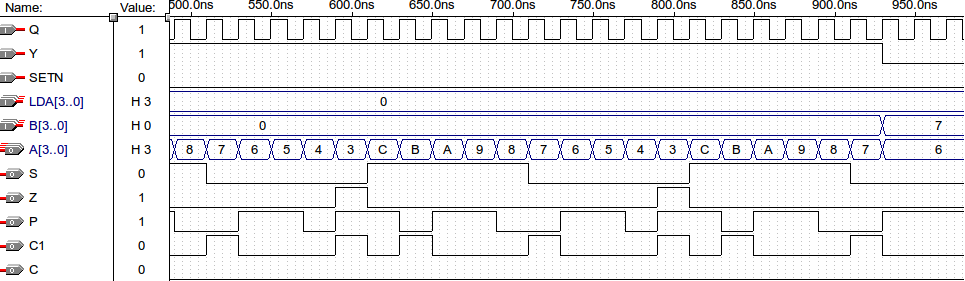 Name: Value: 500.0ns 550.0ns 600.0ns 650.0ns 700.0ns 750.0ns 800.0ns 850.0ns 900.0ns 950.0ns
Q 1
Y 1
SETN 0
LDA[3..0] H 3 0
B[3..0] H 0 0 7
A[3..0] H 3 8 7 6 5 4 3 C B A 9 8 7 6 5 4 3 C B A 9 8 7 6
S 0
Z 1
P 1
C1 0
C 0